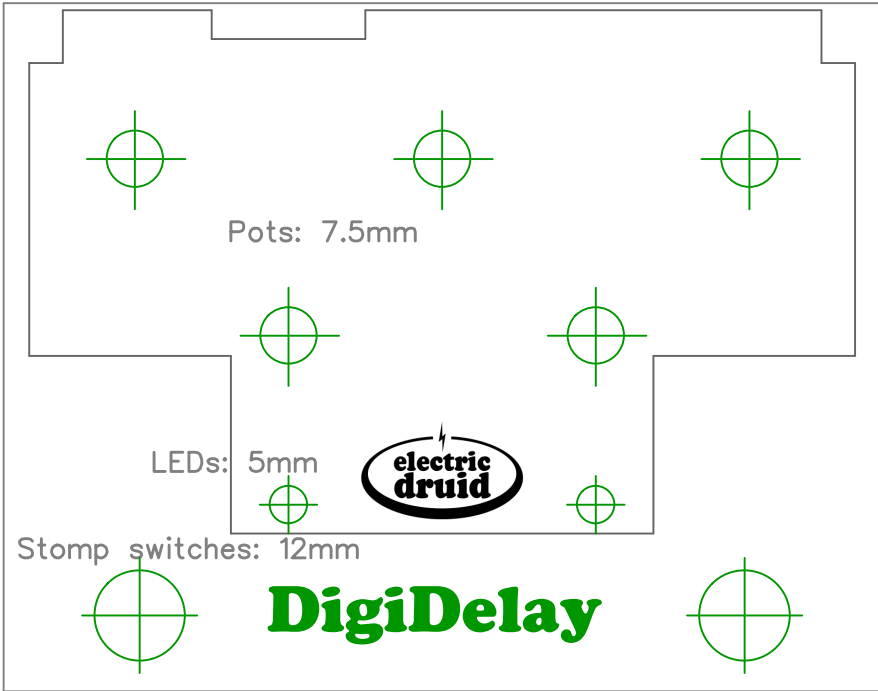 Pots: 7.5mm
LEDs: 5mm
electric
druid
Stomp switches: 12mm
DigiDelay